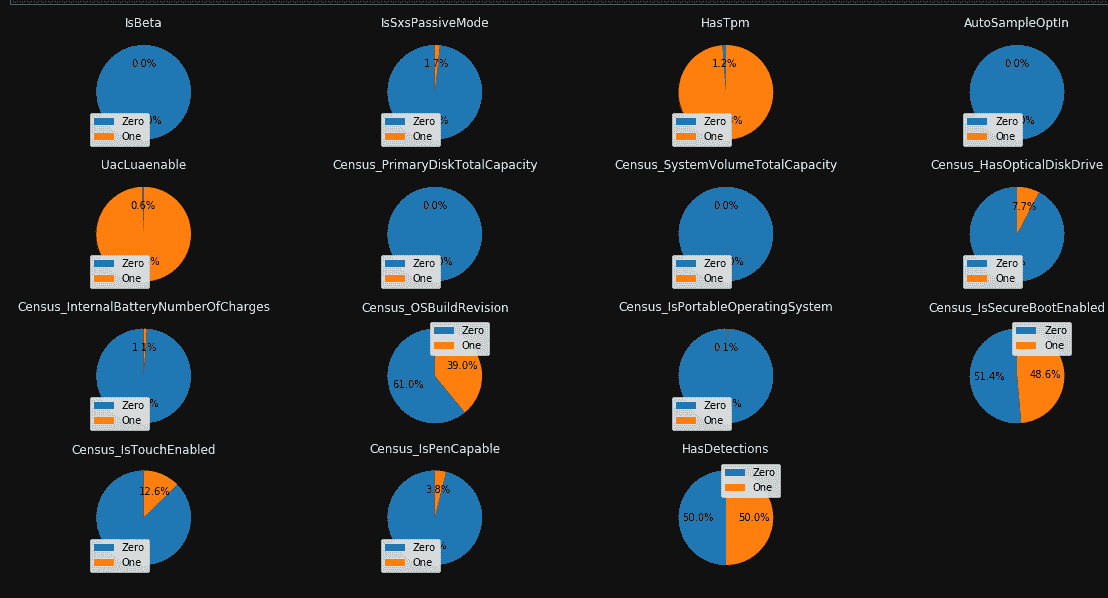 IsBeta IsSxsPassiveMode HasTpm AutoSampleOptIn
0.0% 1.7% 1.2% 0.0%
Zero Zero Zero Zero
One One One One
UacLuaenable Census_PrimaryDiskTotalCapacity Census_SystemVolumeTotalCapacity Census_HasOpticalDiskDrive
0.6% 0.0% 0.0% 7.7%
Zero Zero Zero Zero
One One One One
Census_InternalBatteryNumberOfCharges Census_OSBuildRevision Census_IsPortableOperatingSystem Census_IsSecureBootEnabled
Zero Zero
1.1% One 0.1% One
61.0% 39.0% 51.4% 48.6%
Zero Zero
One One
Census_IsTouchEnabled Census_IsPenCapable HasDetections
Zero
12.6% 3.8% One
50.0% 50.0%
Zero Zero
One One